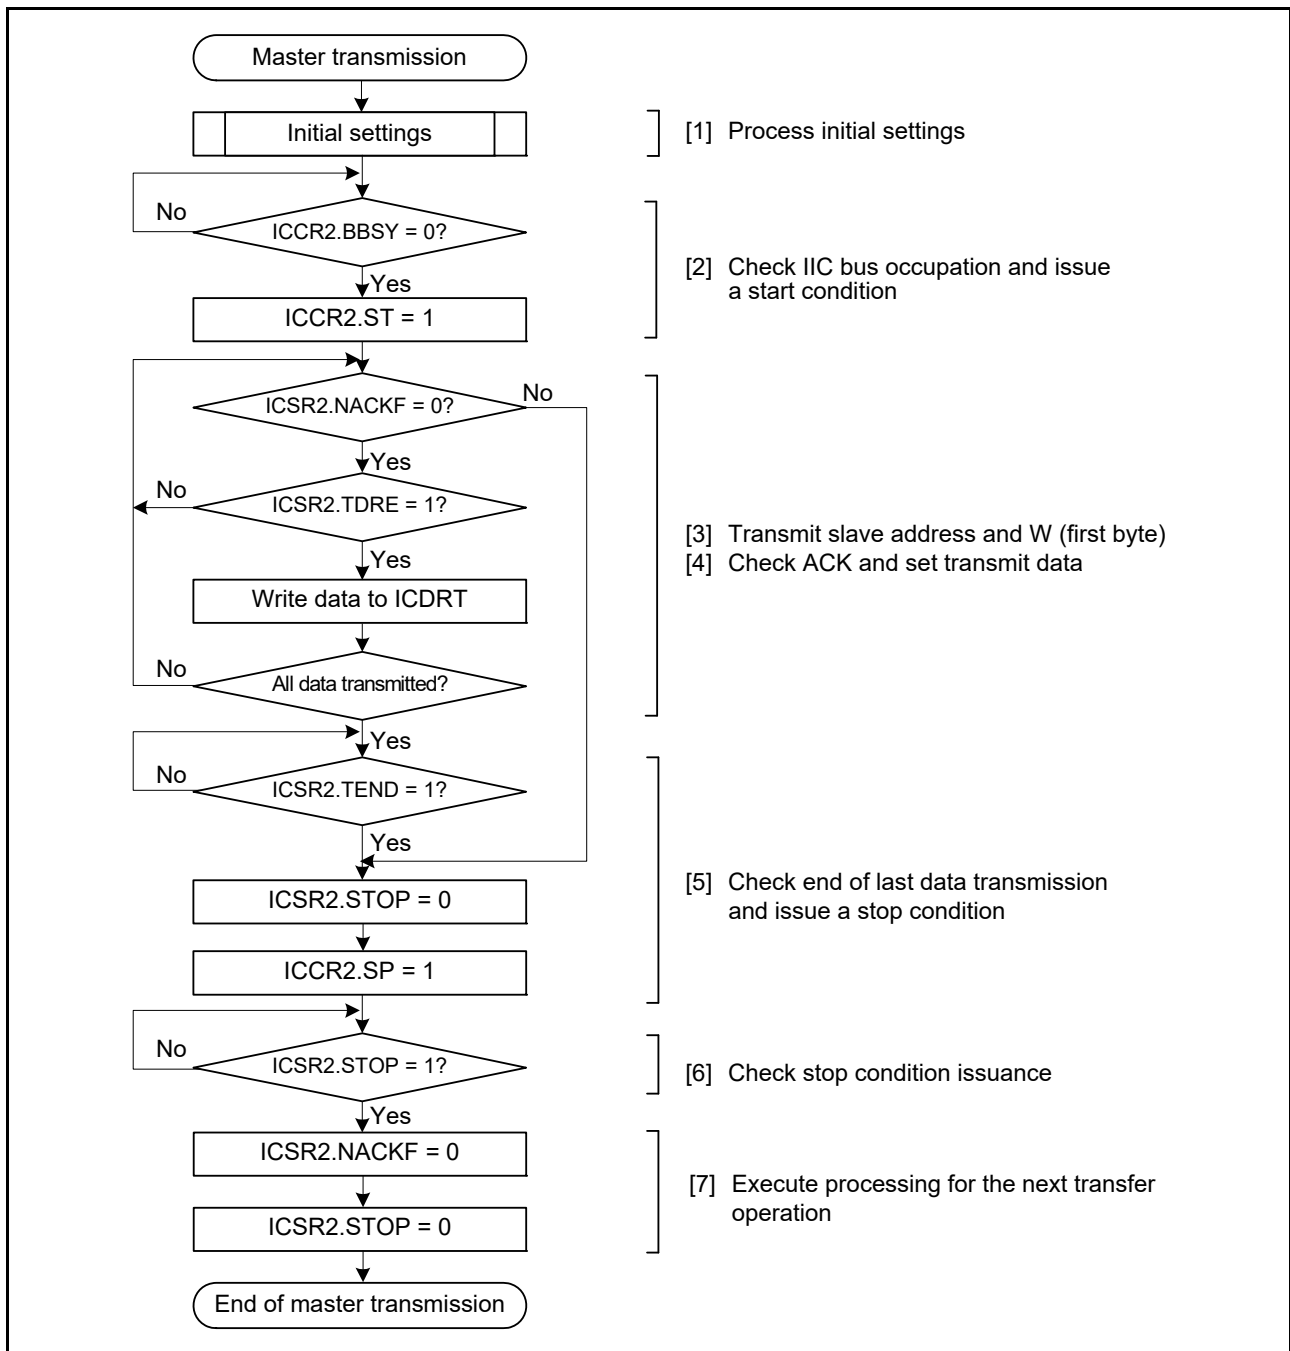 Master transmission
Initial settings
[1] Process initial settings
No
ICCR2.BBSY = 0?
Yes
[2] Check IIC bus occupation and issue
a start condition
ICCR2.ST = 1
ICSR2.NACKF = 0?
No
Yes
No
ICSR2.TDRE = 1?
[3] Transmit slave address and W (first byte)
Yes
[4] Check ACK and set transmit data
Write data to ICDRT
No
All data transmitted?
Yes
No
ICSR2.TEND = 1?
Yes
ICSR2.STOP = 0
[5] Check end of last data transmission
and issue a stop condition
ICCR2.SP = 1
No
ICSR2.STOP = 1?
[6] Check stop condition issuance
Yes
ICSR2.NACKF = 0
[7] Execute processing for the next transfer
operation
ICSR2.STOP = 0
End of master transmission